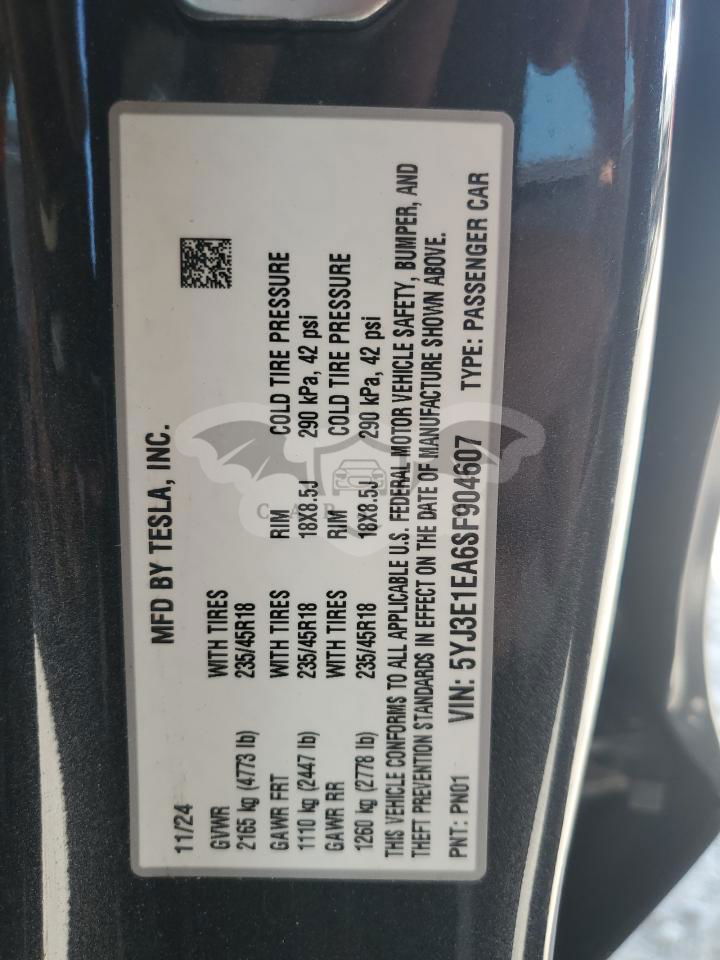 MFD BY TESLA, INC.
11/24
GVWR WITH TIRES
2165 kg (4773 lb) 235/45R18
GAWR FRT WITH TIRES RIM COLD TIRE PRESSURE
1110 kg (2447 lb) 235/45R18 18X8.5J 290 kPa, 42 psi
GAWR RR WITH TIRES RIM COLD TIRE PRESSURE
1260 kg (2778 lb) 235/45R18 18X8.5J 290 kPa, 42 psi
THIS VEHICLE CONFORMS TO ALL APPLICABLE U.S. FEDERAL MOTOR VEHICLE SAFETY, BUMPER, AND
THEFT PREVENTION STANDARDS IN EFFECT ON THE DATE OF MANUFACTURE SHOWN ABOVE.
PNT: PN01 VIN: 5YJ3E1EA6SF904607 TYPE: PASSENGER CAR